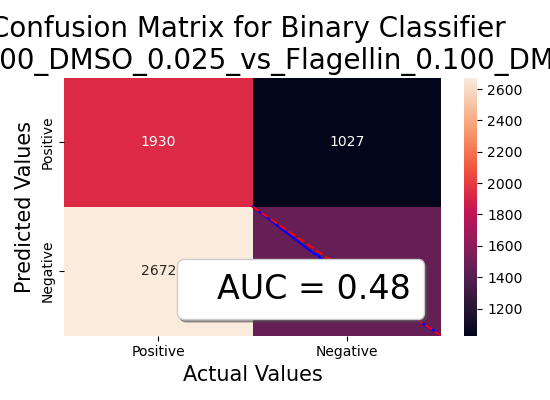 Confusion Matrix for Binary Classifier
00_DMSO_0.025_vs_Flagellin_0.100_DM
Predicted Values
Positive
Negative
1930
1027
2672
AUC = 0.48
Positive
Negative
Actual Values
2600
2400
2200
2000
1800
1600
1400
1200